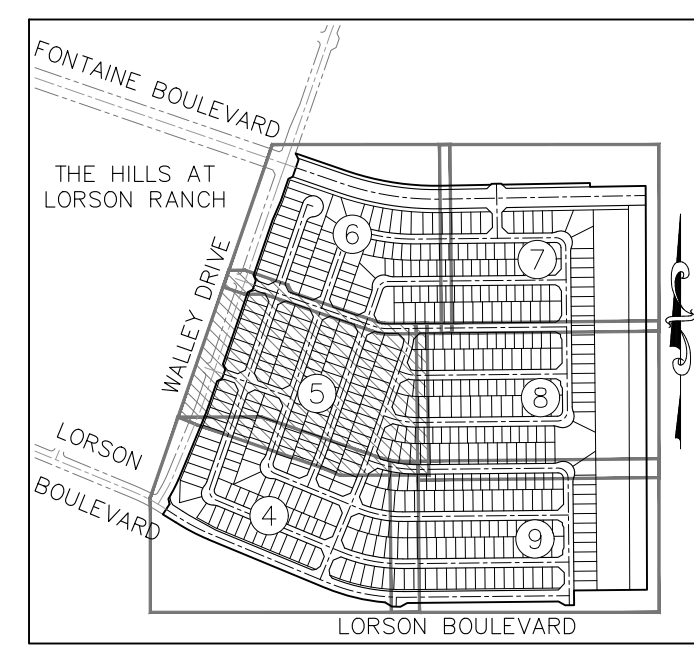 FONTAINE BOULEVARD
THE HILLS AT
LORSON RANCH
WALLEY DRIVE
6
7
5
8
LORSON
BOULEVARD
4
9
LORSON BOULEVARD